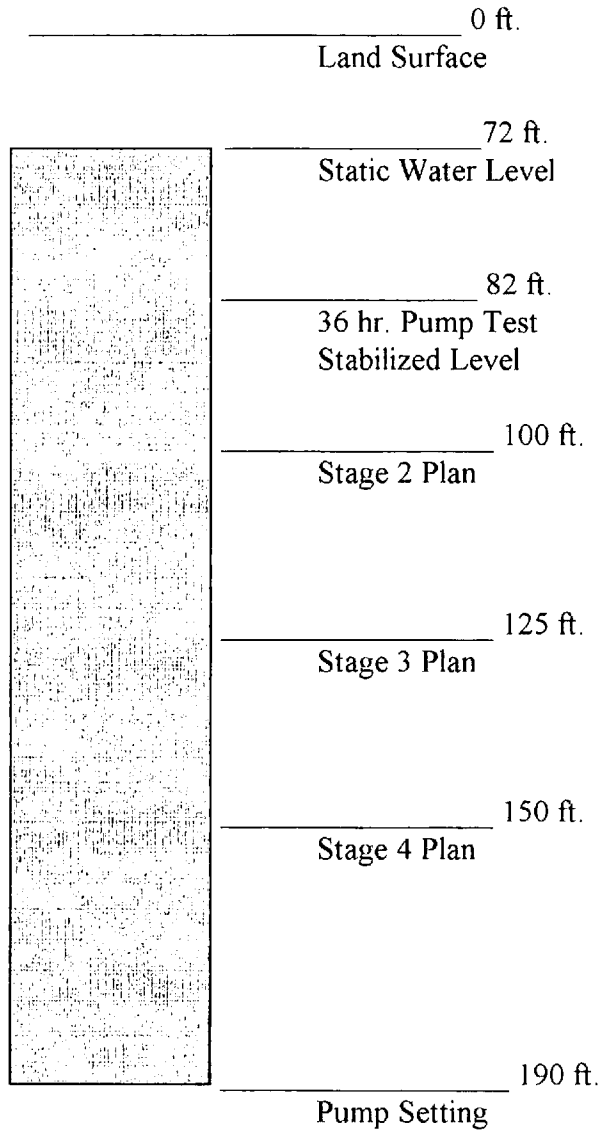 0 ft.
Land Surface
72 ft.
Static Water Level
82 ft.
36 hr. Pump Test
Stabilized Level
100 ft.
Stage 2 Plan
125 ft.
Stage 3 Plan
150 ft.
Stage 4 Plan
190 ft.
Pump Setting